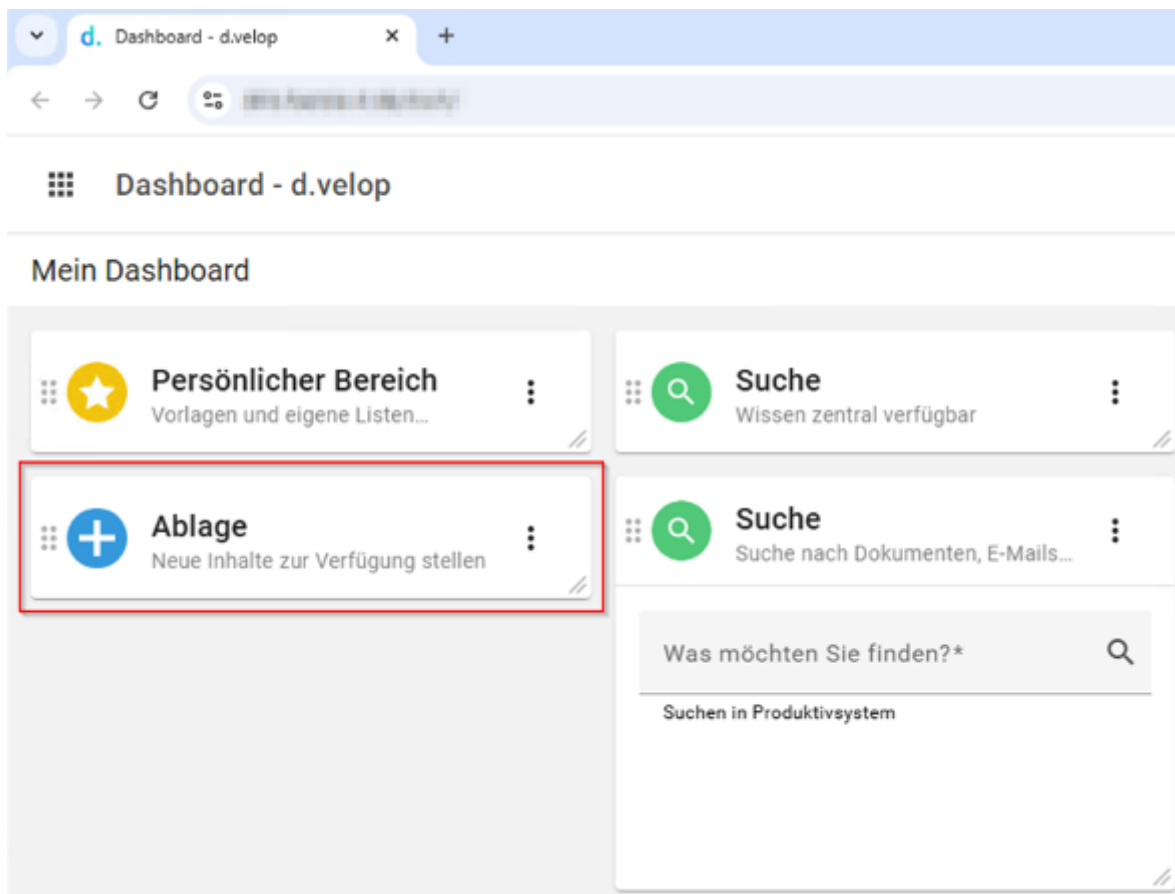 d. Dashboard - d.velop
Dashboard - d.velop
Mein Dashboard
Persönlicher Bereich
Vorlagen und eigene Listen...
Suche
Wissen zentral verfügbar
Ablage
Neue Inhalte zur Verfügung stellen
Suche
Suche nach Dokumenten, E-Mails...
Was möchten Sie finden?*
Suchen in Produktivsystem